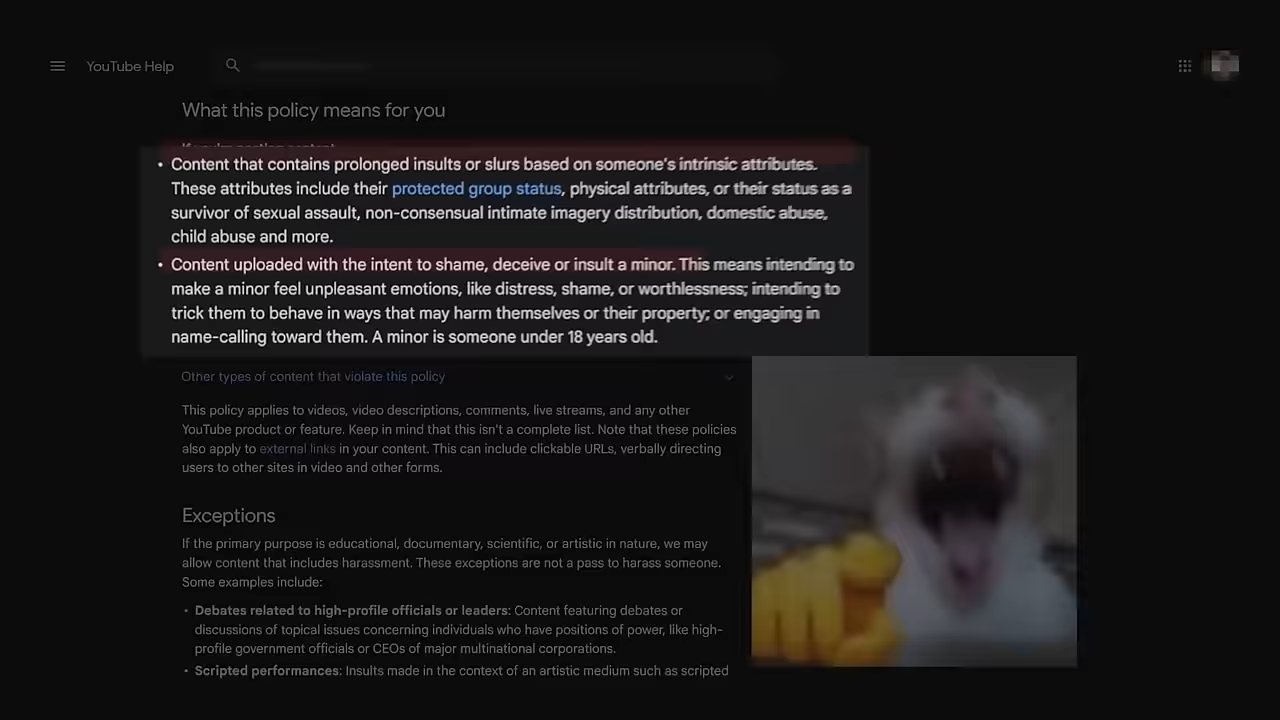 YouTube Help
What this policy means for you
If you're posting content
• Content that contains prolonged insults or slurs based on someone's intrinsic attributes.
These attributes include their protected group status, physical attributes, or their status as a
survivor of sexual assault, non-consensual intimate imagery distribution, domestic abuse,
child abuse and more.
• Content uploaded with the intent to shame, deceive or insult a minor. This means intending to
make a minor feel unpleasant emotions, like distress, shame, or worthlessness; intending to
trick them to behave in ways that may harm themselves or their property; or engaging in
name-calling toward them. A minor is someone under 18 years old.
Other types of content that violate this policy
This policy applies to videos, video descriptions, comments, live streams, and any other
YouTube product or feature. Keep in mind that this isn't a complete list. Note that these policies
also apply to external links in your content. This can include clickable URLs, verbally directing
users to other sites in video and other forms.
Exceptions
If the primary purpose is educational, documentary, scientific, or artistic in nature, we may
allow content that includes harassment. These exceptions are not a pass to harass someone.
Some examples include:
• Debates related to high-profile officials or leaders: Content featuring debates or
discussions of topical issues concerning individuals who have positions of power, like high-
profile government officials or CEOs of major multinational corporations.
• Scripted performances: Insults made in the context of an artistic medium such as scripted